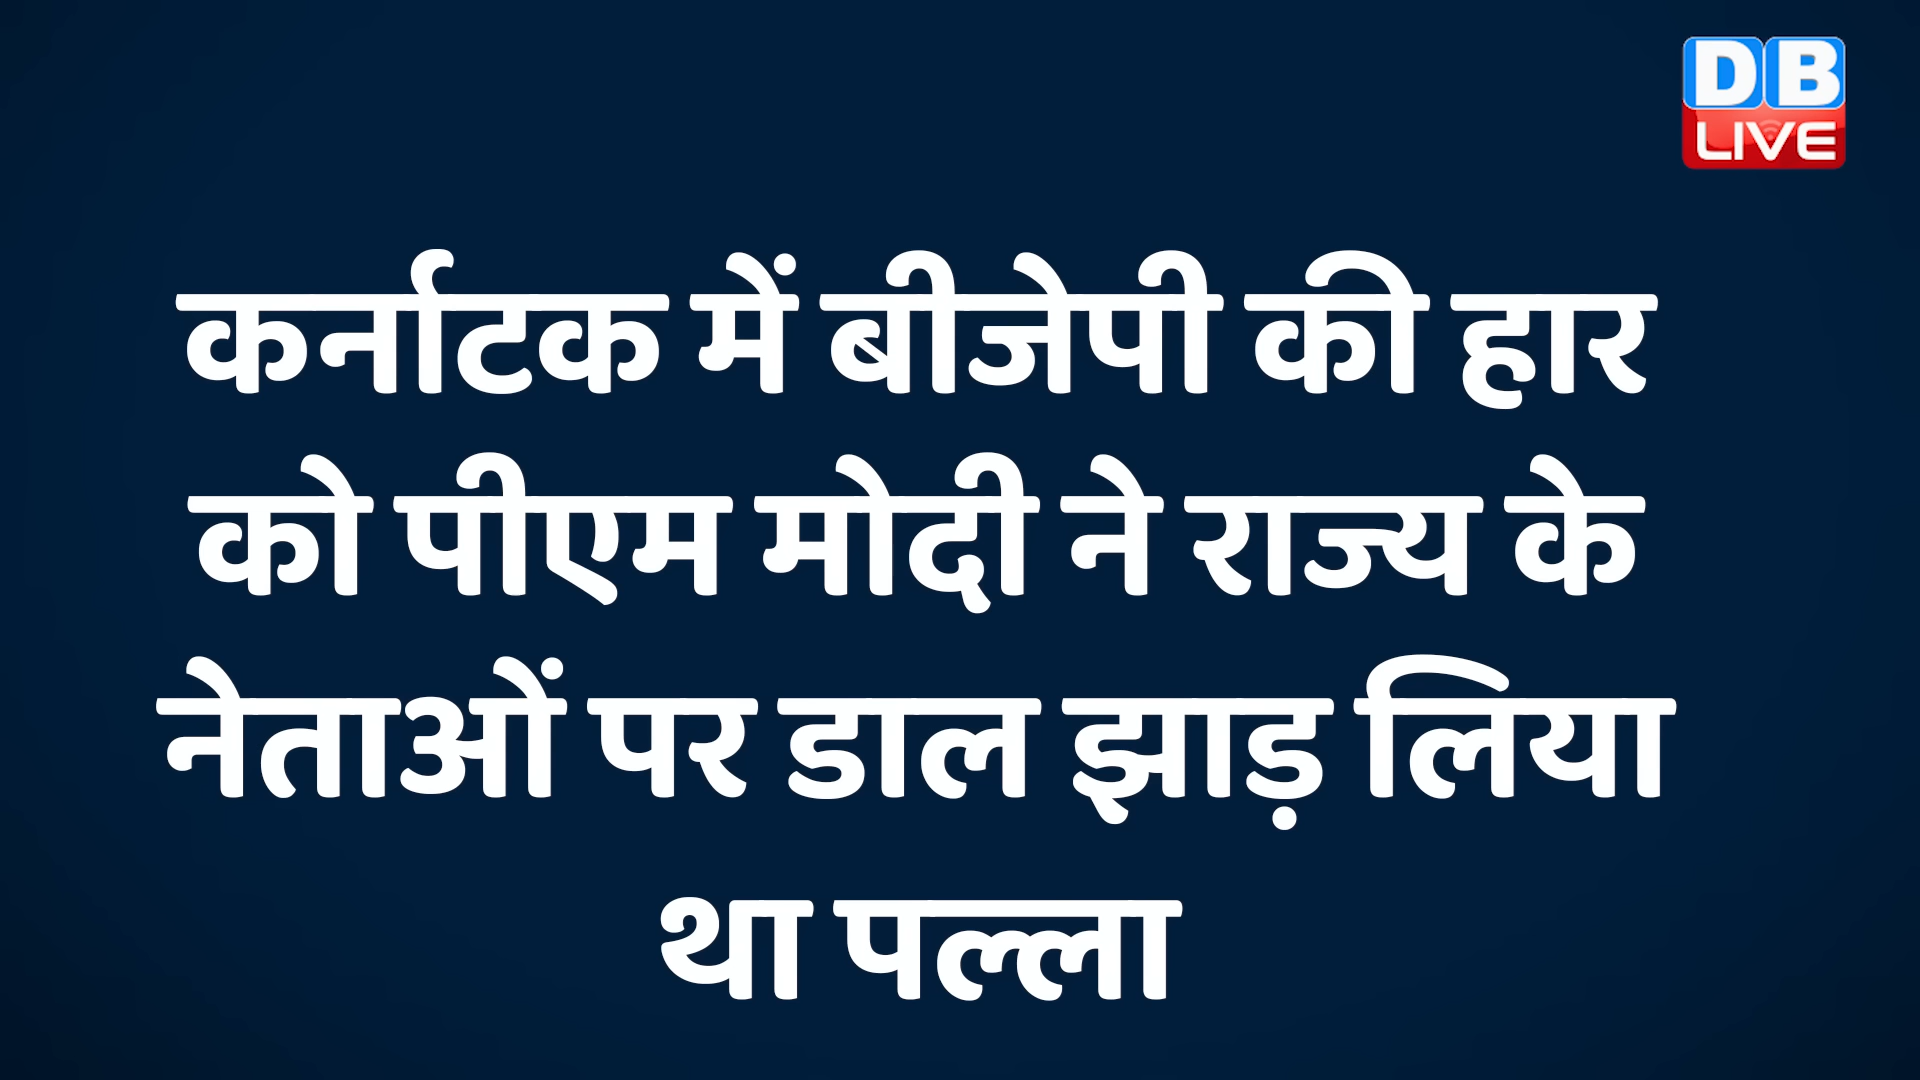 DB
LIVE
कर्नाटक में बीजेपी की हार
को पीएम मोदी ने राज्य के
नेताओं पर डाल झाड़ लिया
था पल्ला